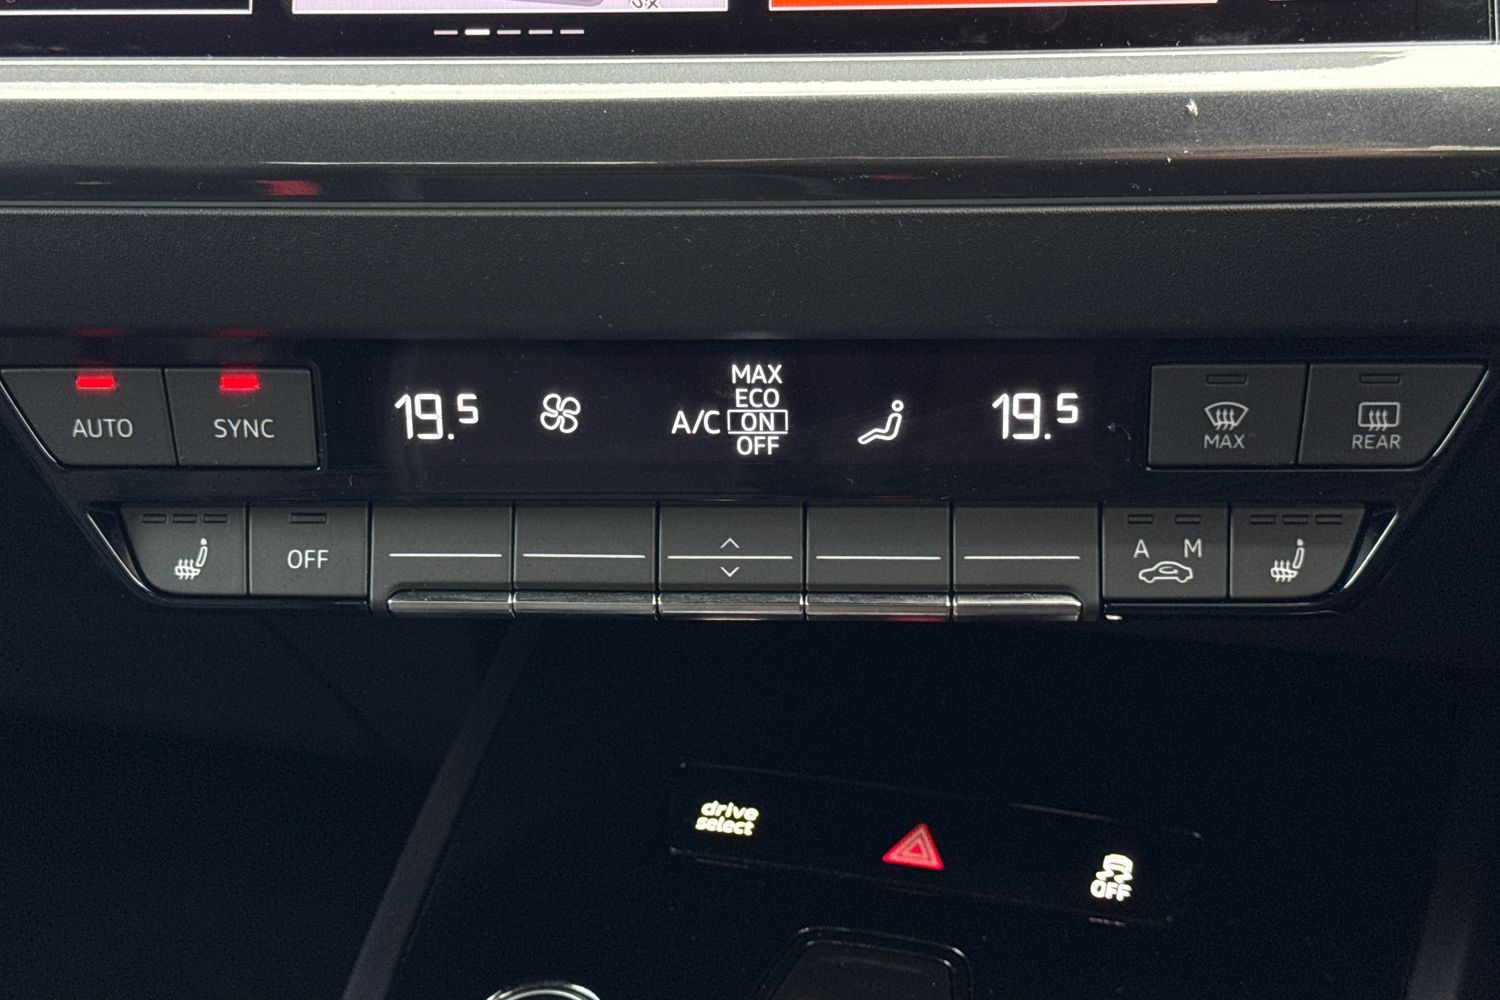 AUTO
SYNC
19.5
A/C
MAX
ECO
ON
OFF
19.5
MAX
REAR
OFF
A M
drive
select
OFF